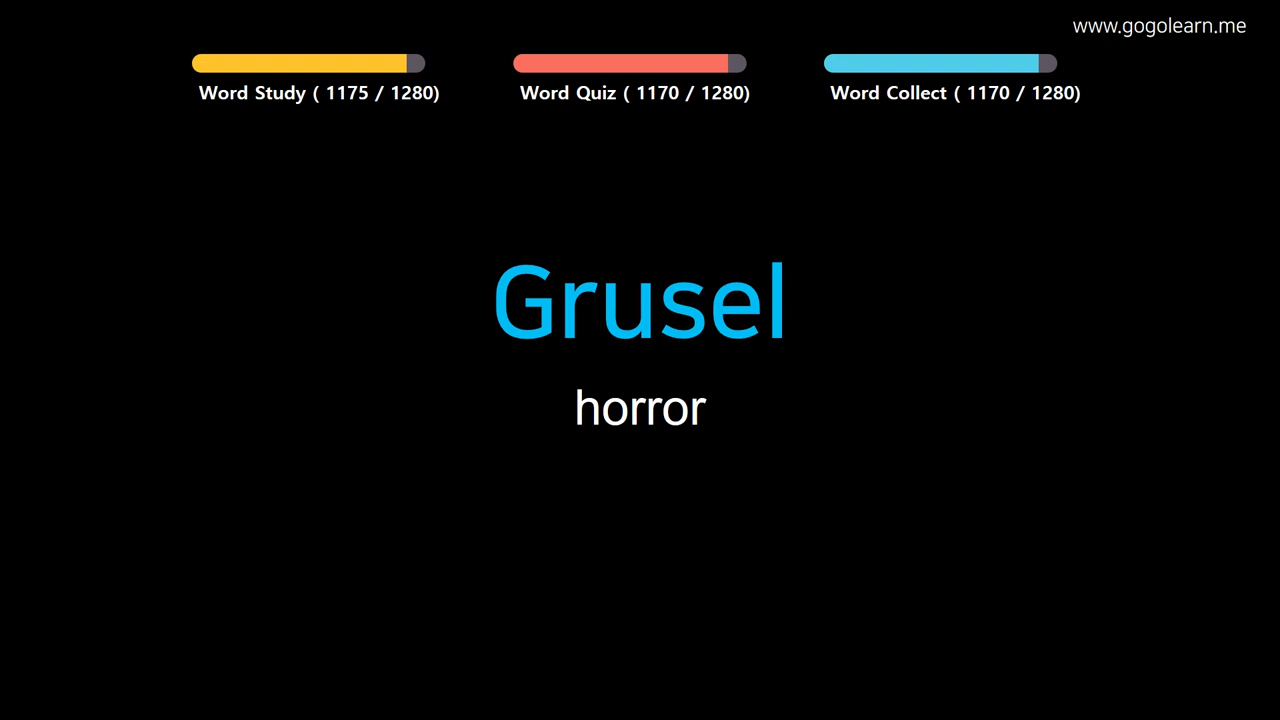 www.gogolearn.me
Word Study ( 1175 / 1280)
Word Quiz ( 1170 / 1280)
Word Collect ( 1170 / 1280)
Grusel
horror